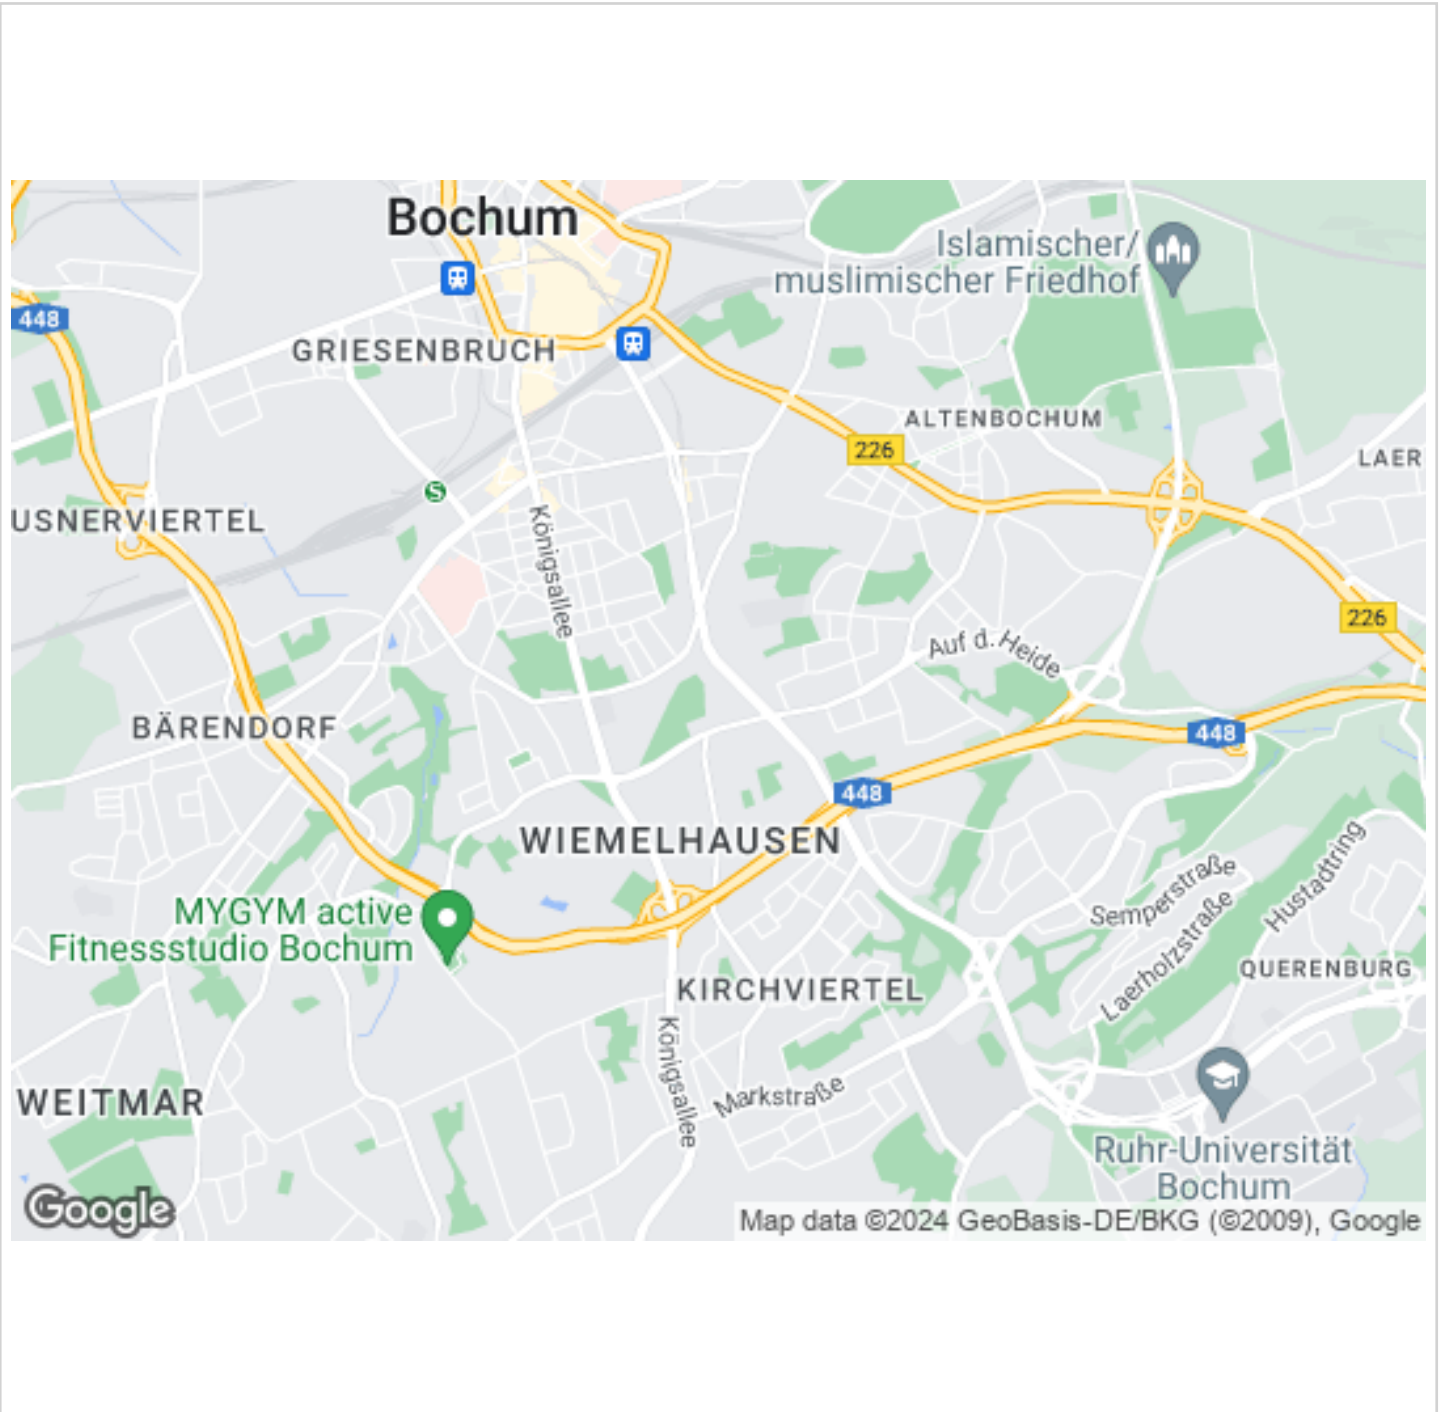 Bochum
Islamischer/
muslimischer Friedhof
448
GRIESENBRUCH
ALTENBOCHUM
226
LAER
S
USNERVIERTEL
Königsallee
226
Auf d. Heide
BÄRENDORF
448
448
WIEMELHAUSEN
MYGYM active
Fitnessstudio Bochum
Semperstraße
Laerholzstraße
Hustadtring
QUERENBURG
KIRCHVIERTEL
Königsallee
Markstraße
WEITMAR
Ruhr-Universität
Bochum
Google
Map data ©2024 GeoBasis-DE/BKG (©2009), Google